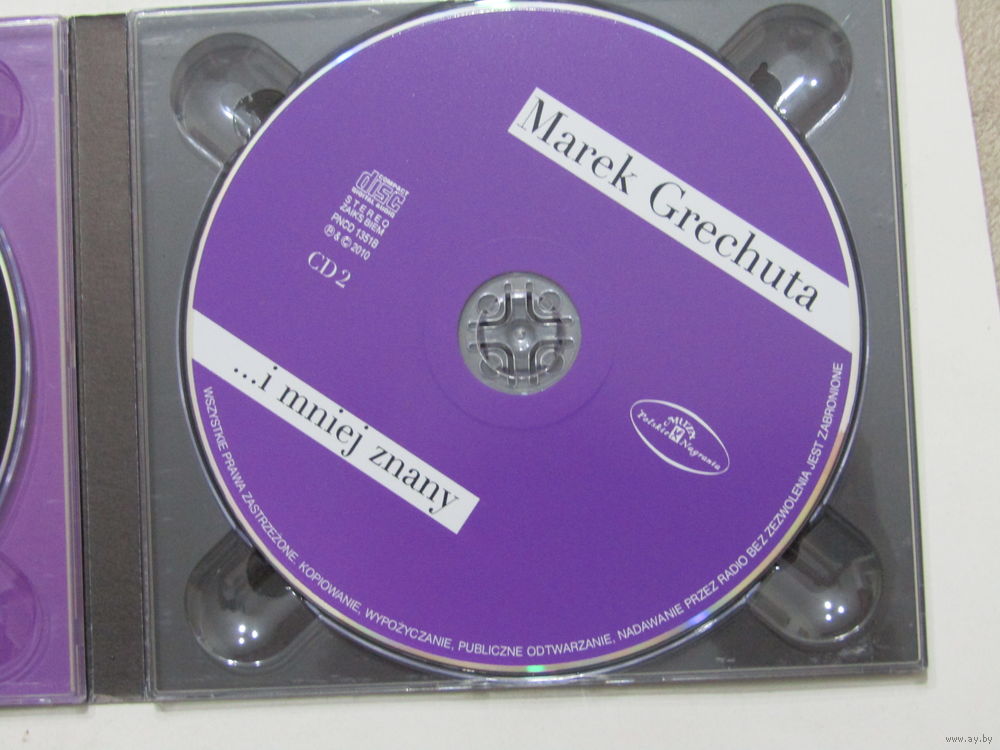 Marek Grechuta
COMPACT
disc
DIGITAL AUDIO
STEREO
ZAIKS BIEM
PNCD 1351B
℗ & © 2010
CD 2
...i mniej znany
MUZA
Polskie Nagrania
WSZYSTKIE PRAWA ZASTRZEŻONE. KOPIOWANIE, WYPOŻYCZANIE, PUBLICZNE ODTWARZANIE, NADAWANIE PRZEZ RADIO BEZ ZEZWOLENIA JEST ZABRONIONE
www.ay.by